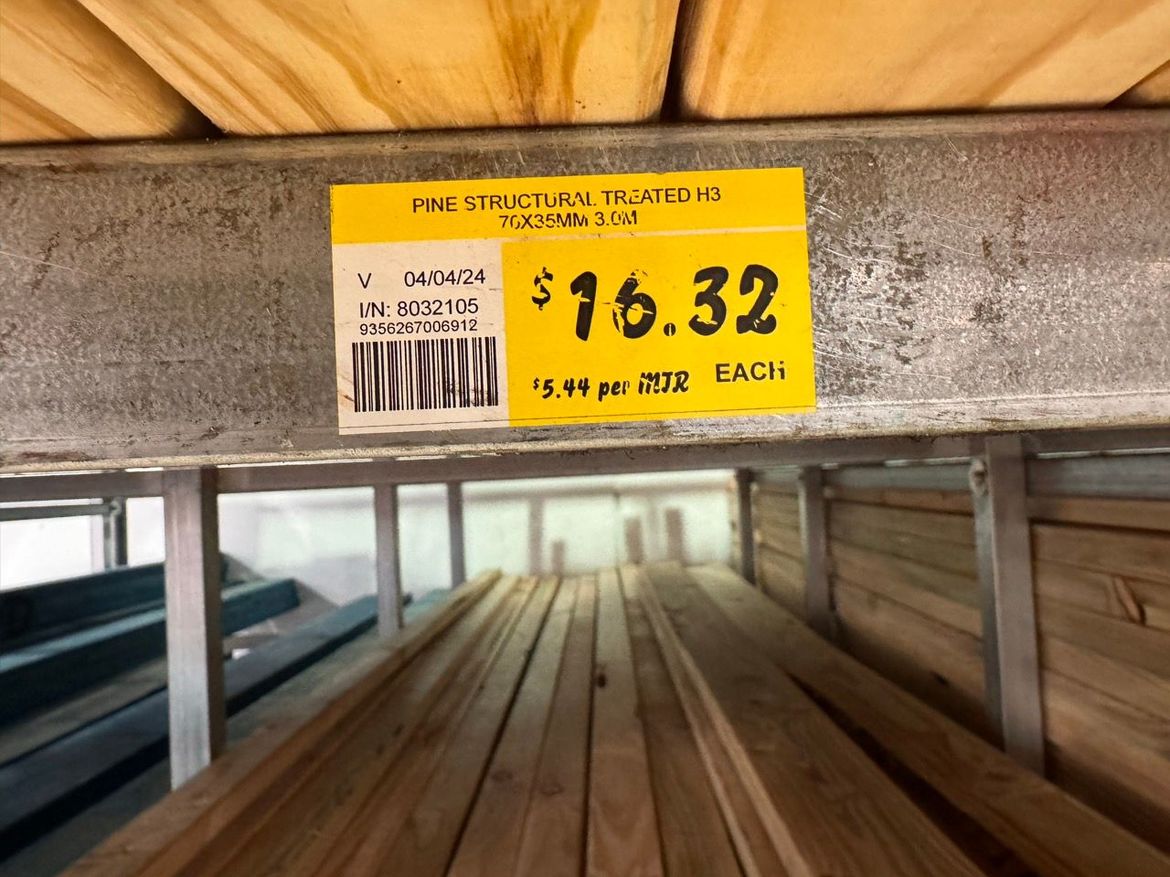 PINE STRUCTURAL TREATED H3
70X35MM 3.0M
V 04/04/24
I/N: 8032105
9356267006912
$16.32
$5.44 per MTR EACH